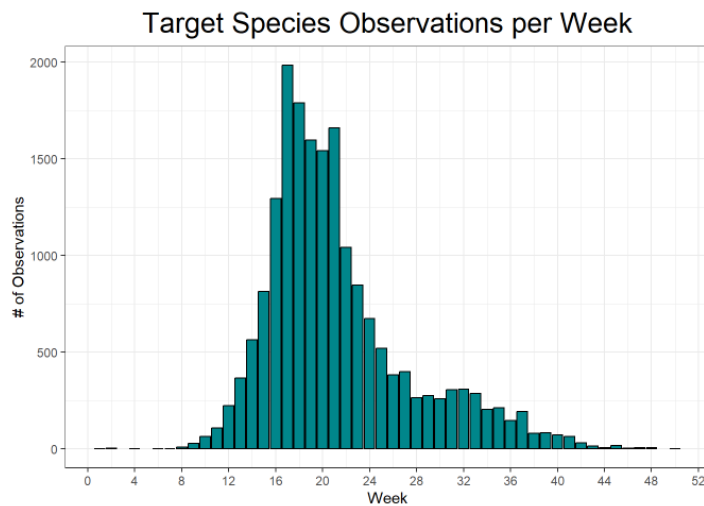 Target Species Observations per Week
2000
1500
1000
500
0
# of Observations
0 4 8 12 16 20 24 28 32 36 40 44 48 52
Week